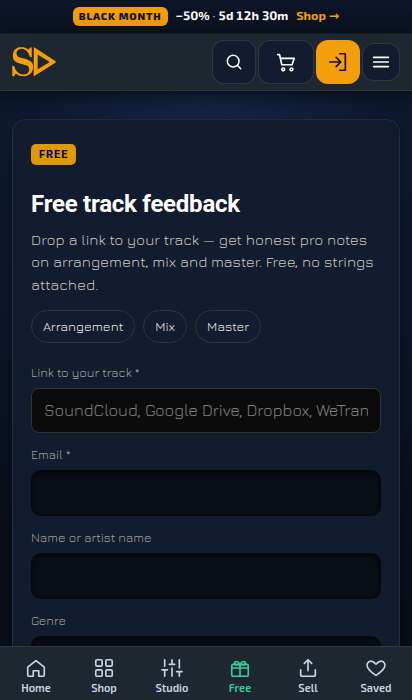 BLACK MONTH −50% · 5d 12h 30m Shop →
S
FREE
Free track feedback
Drop a link to your track — get honest pro notes
on arrangement, mix and master. Free, no strings
attached.
Arrangement Mix Master
Link to your track *
SoundCloud, Google Drive, Dropbox, WeTran
Email *
Name or artist name
Genre
Home Shop Studio Free Sell Saved